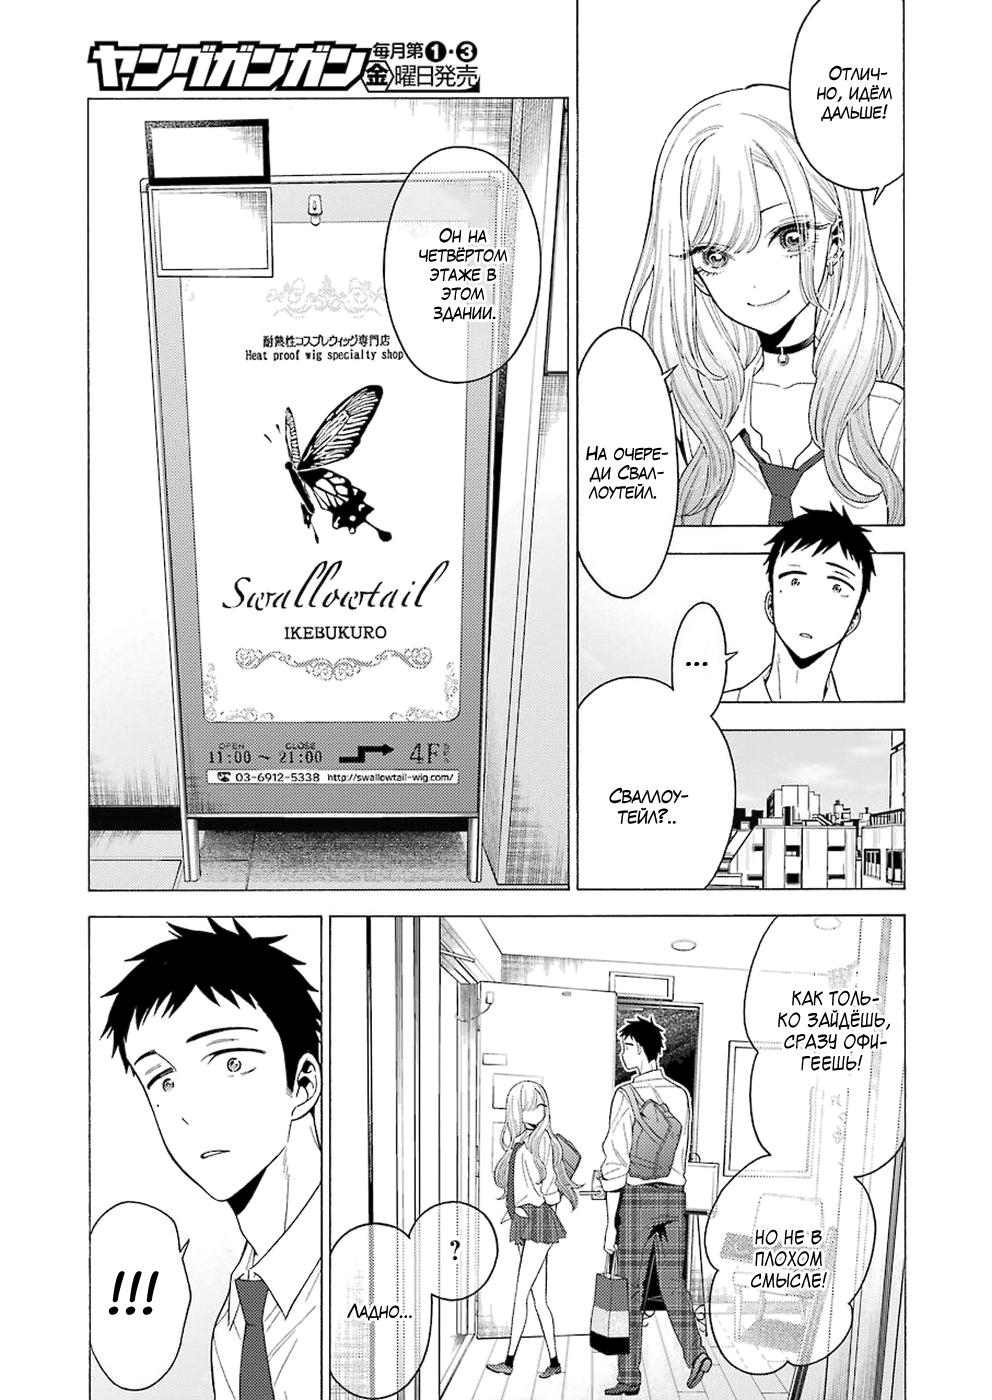 ヤングガンガン
毎月第❶・❸
金曜日発売
Отлич-
но, идём
дальше!
На очере-
ди Свал-
лоутейл.
...
Сваллоу-
тейл?..
Он на
четвёртом
этаже в
этом
здании.
耐熱性コスプレウィッグ専門店
Heat proof wig specialty shop
Swallowtail
IKEBUKURO
OPEN
CLOSE
11:00 ~ 21:00
4F
03-6912-5338 http://swallowtail-wig.com/
как толь-
ко зайдёшь,
сразу офи-
геешь!
но не в
плохом
смысле!
?
Ладно...
!!!